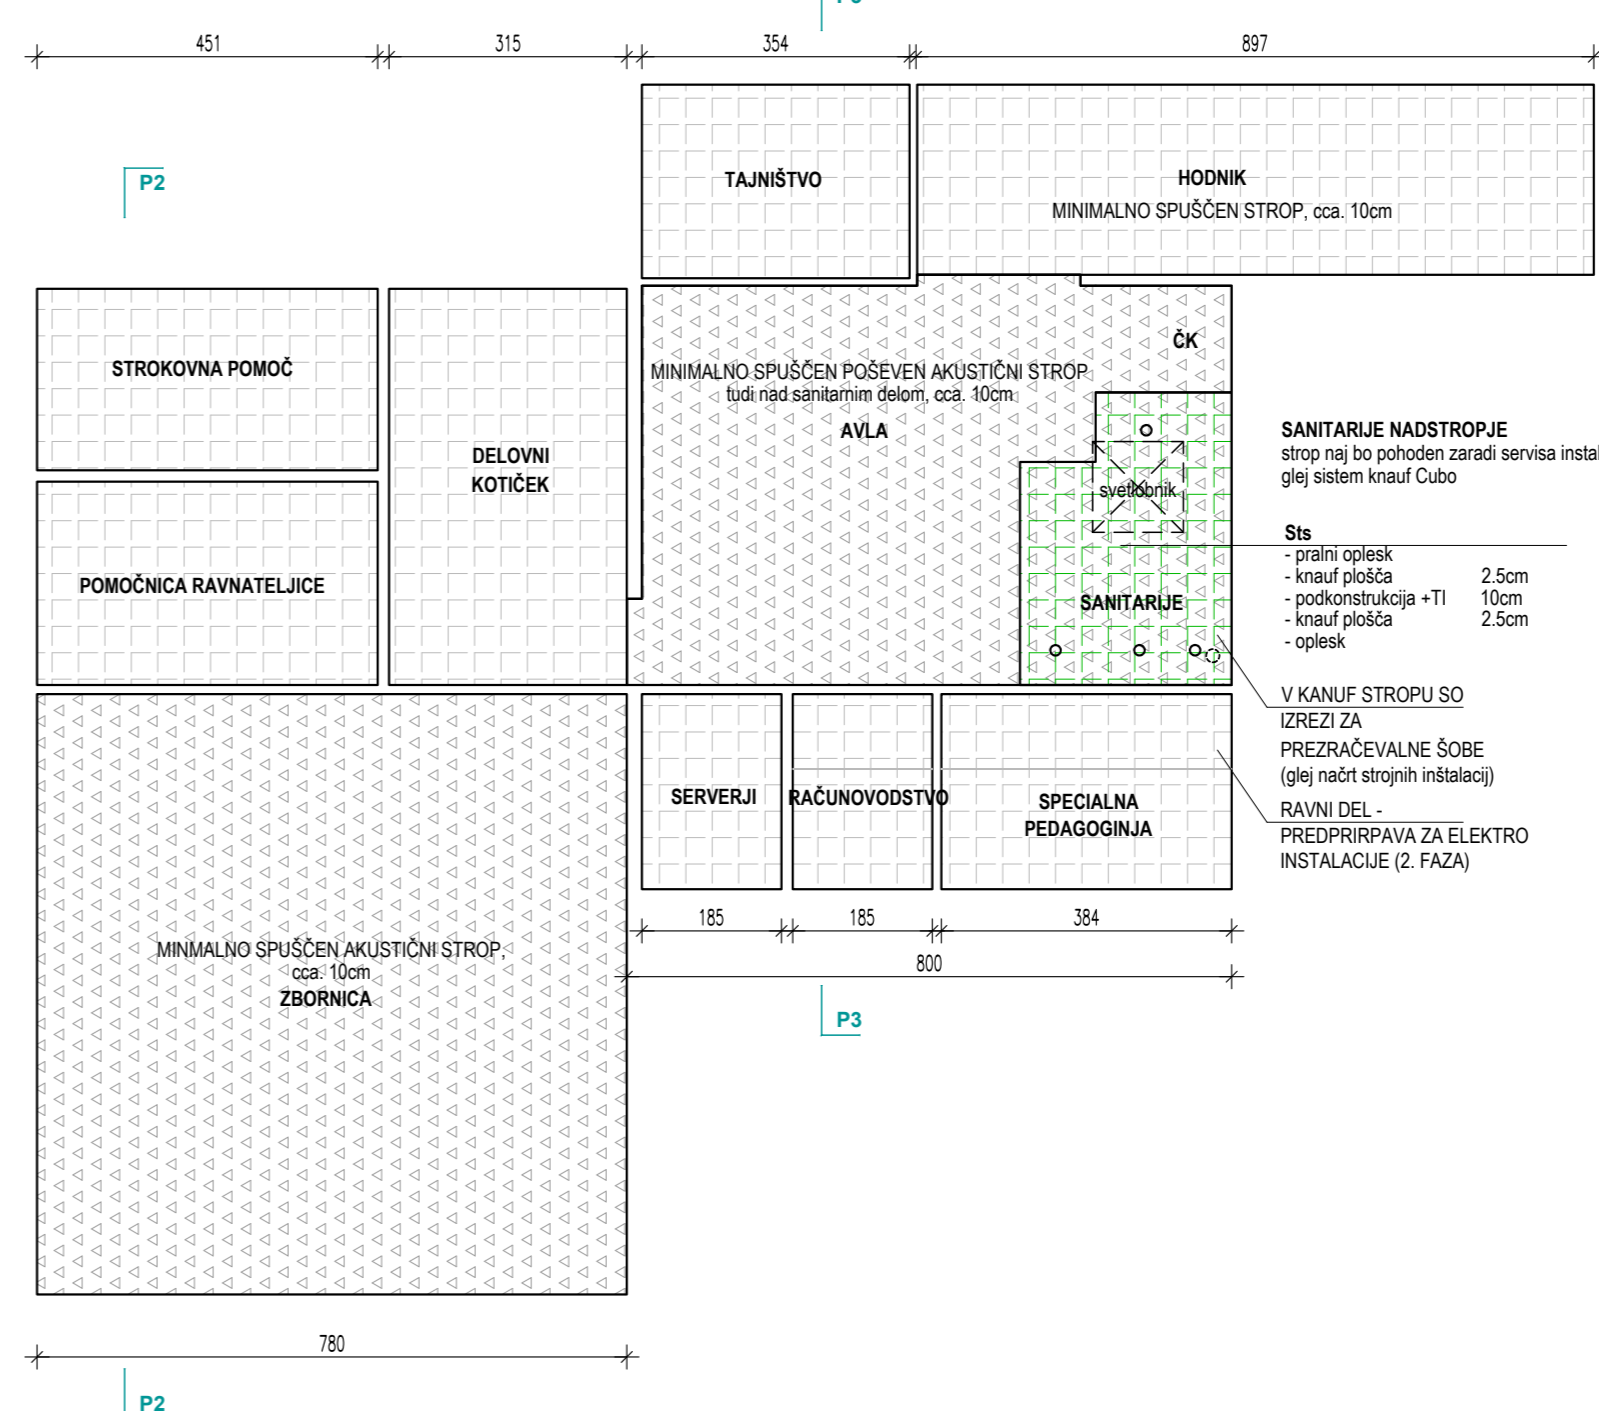 451
315
354
897
P2
TAJNIŠTVO
HODNIK
MINIMALNO SPUŠČEN STROP, cca. 10cm
STROKOVNA POMOČ
DELOVNI
KOTIČEK
POMOČNICA RAVNATELJICE
ČK
MINIMALNO SPUŠČEN POŠEVEN AKUSTIČNI STROP
tudi nad sanitarnim delom, cca. 10cm
AVLA
svetlobnik
SANITARIJE
SANITARIJE NADSTROPJE
strop naj bo pohoden zaradi servisa instal
glej sistem knauf Cubo
Sts
- pralni oplesk
- knauf plošča 2.5cm
- podkonstrukcija +TI 10cm
- knauf plošča 2.5cm
- oplesk
V KANUF STROPU SO
IZREZI ZA
PREZRAČEVALNE ŠOBE
(glej načrt strojnih inštalacij)
RAVNI DEL -
PREDPRIRPAVA ZA ELEKTRO
INSTALACIJE (2. FAZA)
SERVERJI
RAČUNOVODSTVO
SPECIALNA
PEDAGOGINJA
185
185
384
800
MINMALNO SPUŠČEN AKUSTIČNI STROP,
cca. 10cm
ZBORNICA
P3
780
P2